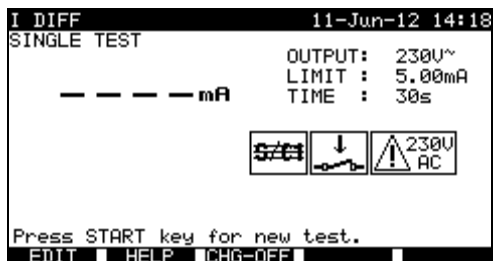 I DIFF 11-Jun-12 14:18
SINGLE TEST
OUTPUT: 230V~
LIMIT : 5.00mA
– – – – mA TIME : 30s
S/C1 230V
AC
Press START key for new test.
EDIT HELP CHG-OFF